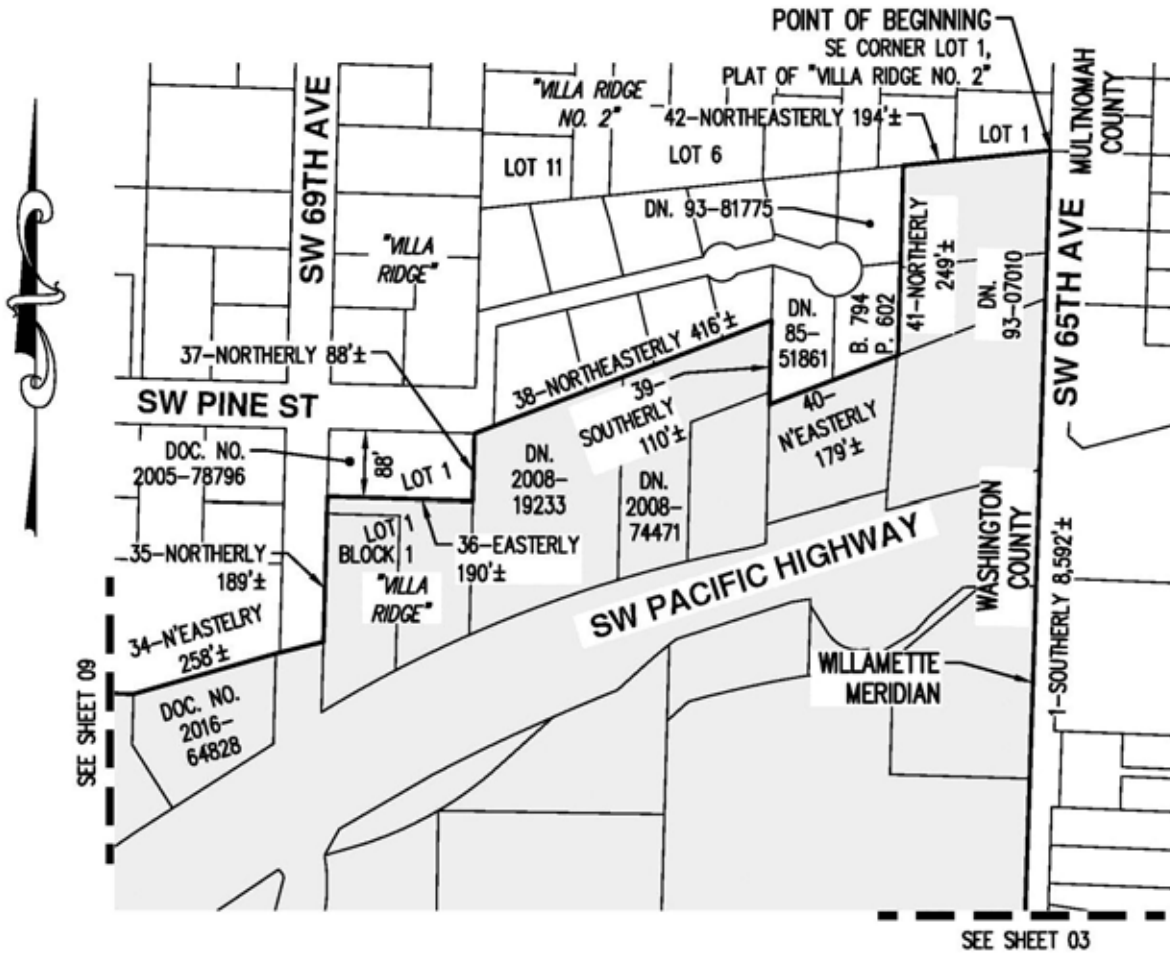 POINT OF BEGINNING
SE CORNER LOT 1,
PLAT OF "VILLA RIDGE NO. 2"
MULTNOMAH
COUNTY
"VILLA RIDGE
NO. 2"
42-NORTHEASTERLY 194'±
LOT 1
LOT 6
LOT 11
SW 69TH AVE
DN. 93-81775
"VILLA
RIDGE"
41-NORTHERLY
249'±
DN.
93-07010
SW 65TH AVE
DN.
85-
51861
B. 794
P. 602
37-NORTHERLY 88'±
38-NORTHEASTERLY 416'±
39-
SOUTHERLY
110'±
40-
N'EASTERLY
179'±
SW PINE ST
DOC. NO.
2005-78796
88'
LOT 1
DN.
2008-
19233
DN.
2008-
74471
LOT 1
BLOCK 1
"VILLA
RIDGE"
36-EASTERLY
190'±
35-NORTHERLY
189'±
34-N'EASTELRY
258'±
SW PACIFIC HIGHWAY
WASHINGTON
COUNTY
1-SOUTHERLY 8,592'±
WILLAMETTE
MERIDIAN
DOC. NO.
2016-
64828
SEE SHEET 09
SEE SHEET 03